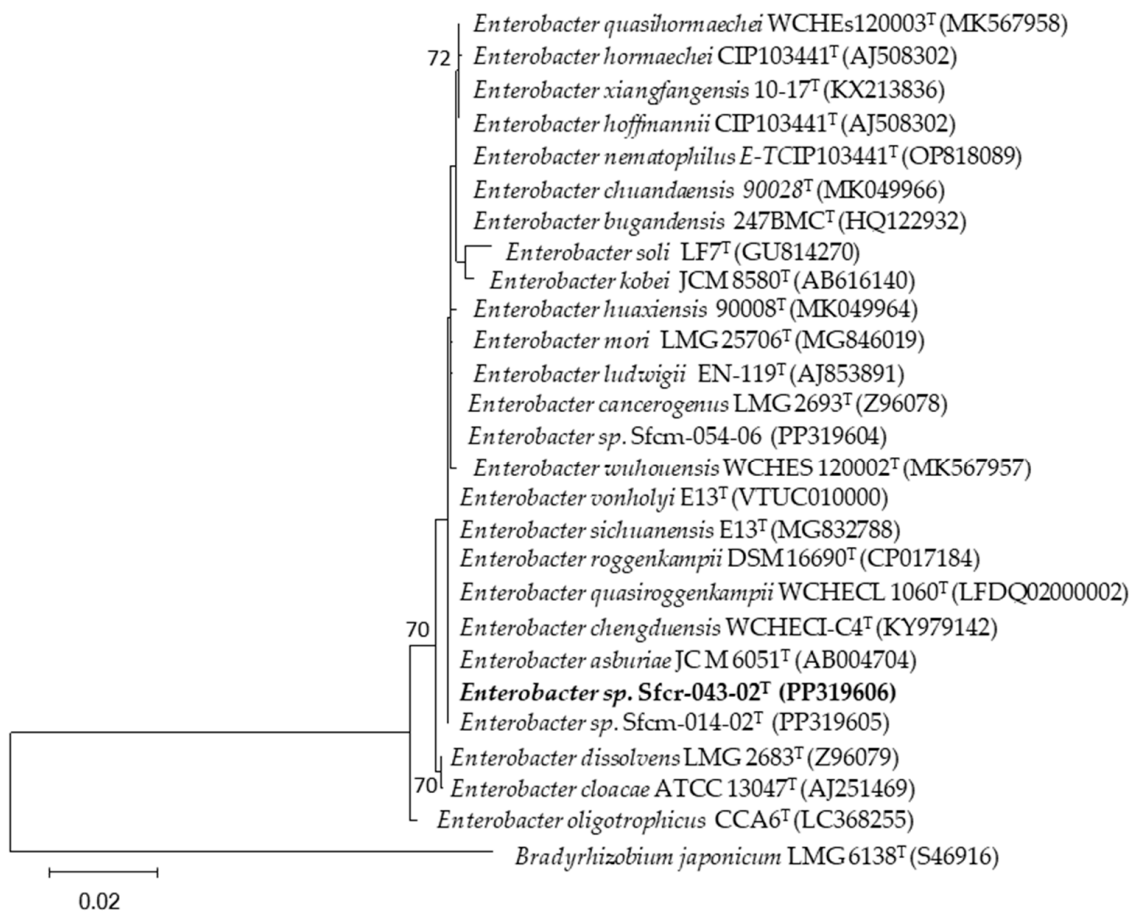 Enterobacter quasihormaechei WCHEs120003T (MK567958)
72
Enterobacter hormaechei CIP103441T (AJ508302)
Enterobacter xiangfangensis 10-17T (KX213836)
Enterobacter hoffmannii CIP103441T (AJ508302)
Enterobacter nematophilus E-TCIP103441T (OP818089)
Enterobacter chuandaensis 90028T (MK049966)
Enterobacter bugandensis 247BMCT (HQ122932)
Enterobacter soli LF7T (GU814270)
Enterobacter kobei JCM 8580T (AB616140)
Enterobacter huaxiensis 90008T (MK049964)
Enterobacter mori LMG 25706T (MG846019)
Enterobacter ludwigii EN-119T (AJ853891)
Enterobacter cancerogenus LMG 2693T (Z96078)
Enterobacter sp. Sfcm-054-06 (PP319604)
Enterobacter wuhouensis WCHES 120002T (MK567957)
Enterobacter vonholyi E13T (VTUC010000)
Enterobacter sichuanensis E13T (MG832788)
Enterobacter roggenkampii DSM 16690T (CP017184)
Enterobacter quasiroggenkampii WCHECL 1060T (LFDQ02000002)
Enterobacter chengduensis WCHECI-C4T (KY979142)
70
Enterobacter asburiae JCM 6051T (AB004704)
Enterobacter sp. Sfcr-043-02T (PP319606)
Enterobacter sp. Sfcm-014-02T (PP319605)
Enterobacter dissolvens LMG 2683T (Z96079)
70
Enterobacter cloacae ATCC 13047T (AJ251469)
Enterobacter oligotrophicus CCA6T (LC368255)
Bradyrhizobium japonicum LMG 6138T (S46916)
0.02